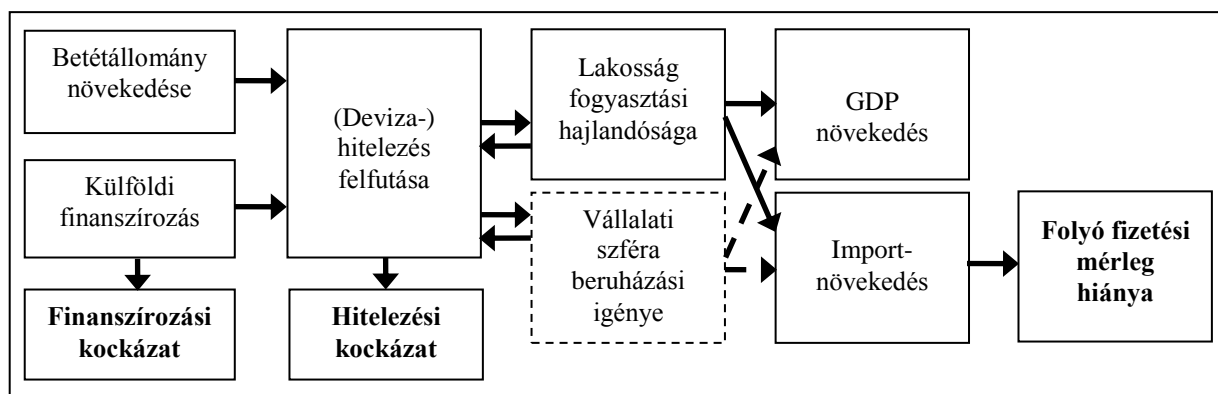 Betétállomány
növekedése
Külföldi
finanszírozás
Finanszírozási
kockázat
(Deviza-)
hitelezés
felfutása
Hitelezési
kockázat
Lakosság
fogyasztási
hajlandósága
Vállalati
szféra
beruházási
igénye
GDP
növekedés
Import-
növekedés
Folyó fizetési
mérleg
hiánya